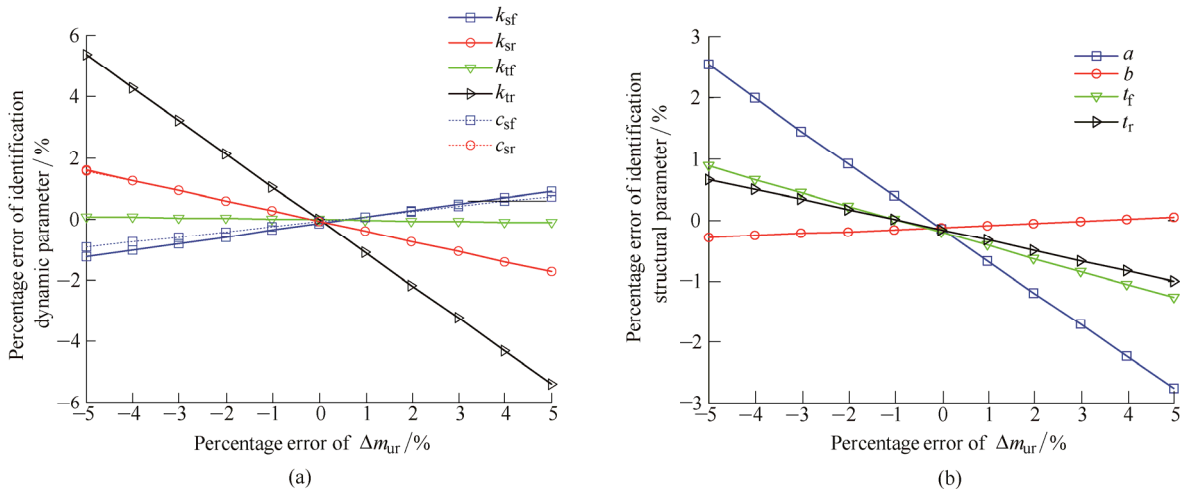 k_sf
k_sr
k_tf
k_tr
c_sf
c_sr
6
4
2
0
−2
−4
−6
Percentage error of identification
dynamic parameter / %
−5 −4 −3 −2 −1 0 1 2 3 4 5
Percentage error of Δm_ur /%
(a)
a
b
t_f
t_r
3
2
1
0
−1
−2
−3
Percentage error of identification
structural parameter / %
−5 −4 −3 −2 −1 0 1 2 3 4 5
Percentage error of Δm_ur /%
(b)